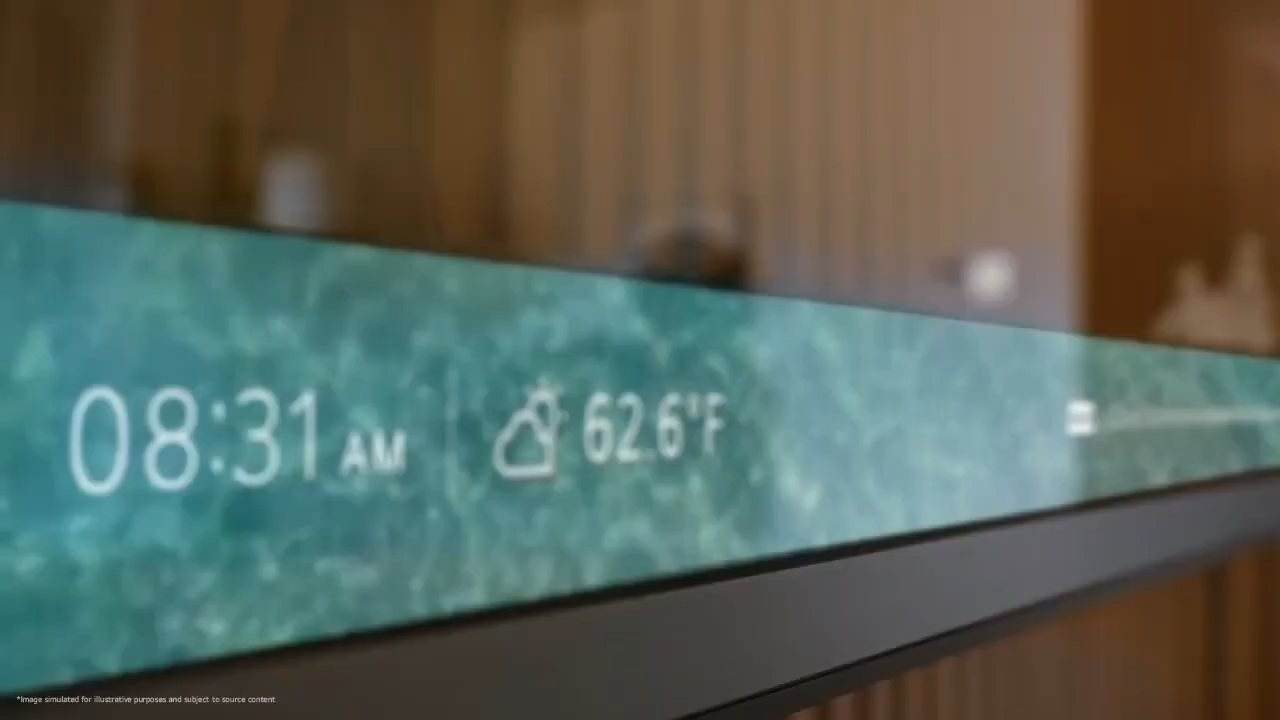 08:31 AM 62.6°F
*Image simulated for illustrative purposes and subject to source content